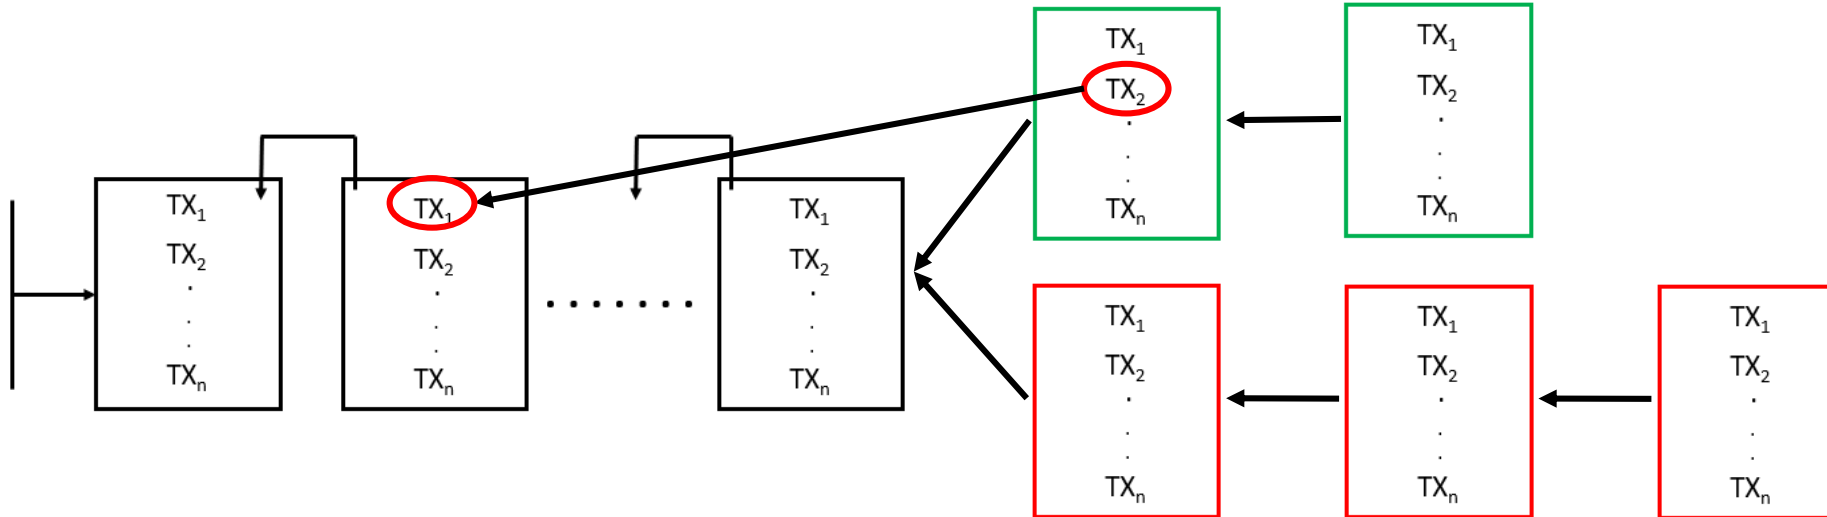 TX₁
TX₂
.
.
.
TXₙ
TX₁
TX₂
.
.
.
TXₙ
.......
TX₁
TX₂
.
.
.
TXₙ
TX₁
TX₂
.
.
.
TXₙ
TX₁
TX₂
.
.
.
TXₙ
TX₁
TX₂
.
.
.
TXₙ
TX₁
TX₂
.
.
.
TXₙ
TX₁
TX₂
.
.
.
TXₙ